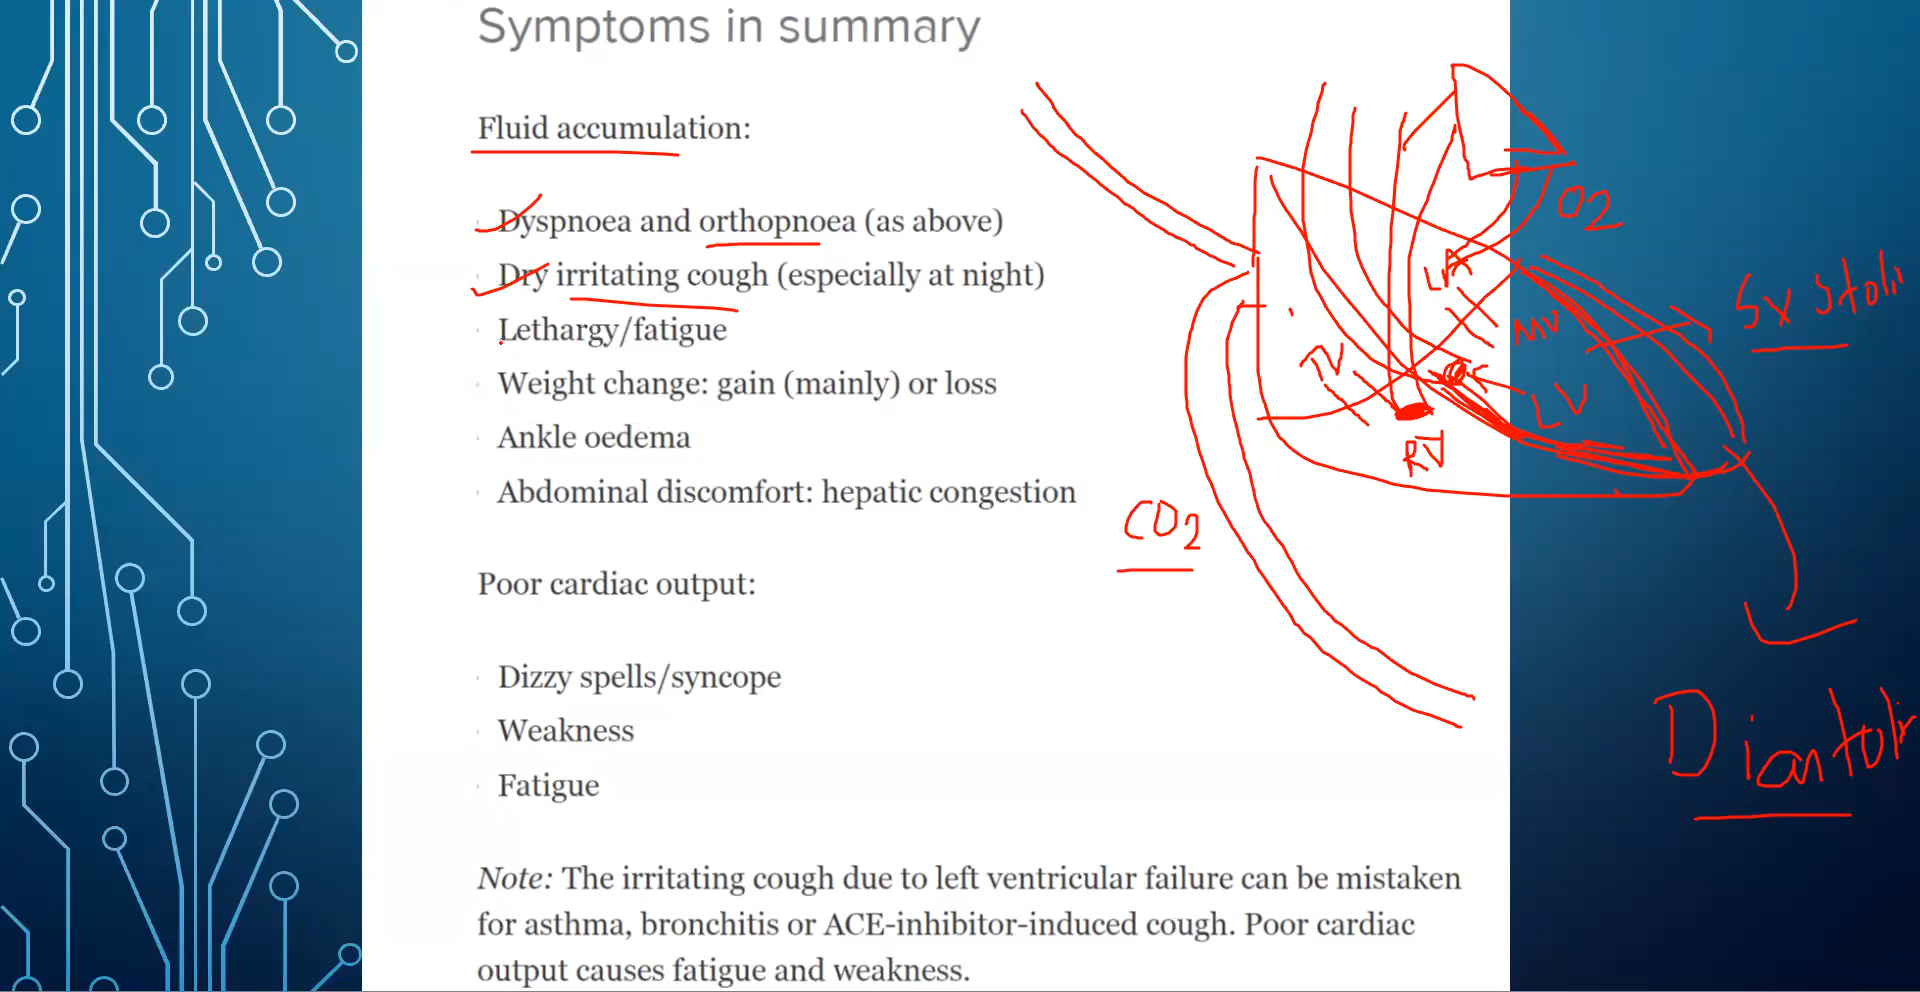 Symptoms in summary
Fluid accumulation:
Dyspnoea and orthopnoea (as above)
Dry irritating cough (especially at night)
Lethargy/fatigue
Weight change: gain (mainly) or loss
Ankle oedema
Abdominal discomfort: hepatic congestion
Poor cardiac output:
Dizzy spells/syncope
Weakness
Fatigue
Note: The irritating cough due to left ventricular failure can be mistaken
for asthma, bronchitis or ACE-inhibitor-induced cough. Poor cardiac
output causes fatigue and weakness.
O2
LA
MV
LV
CO2